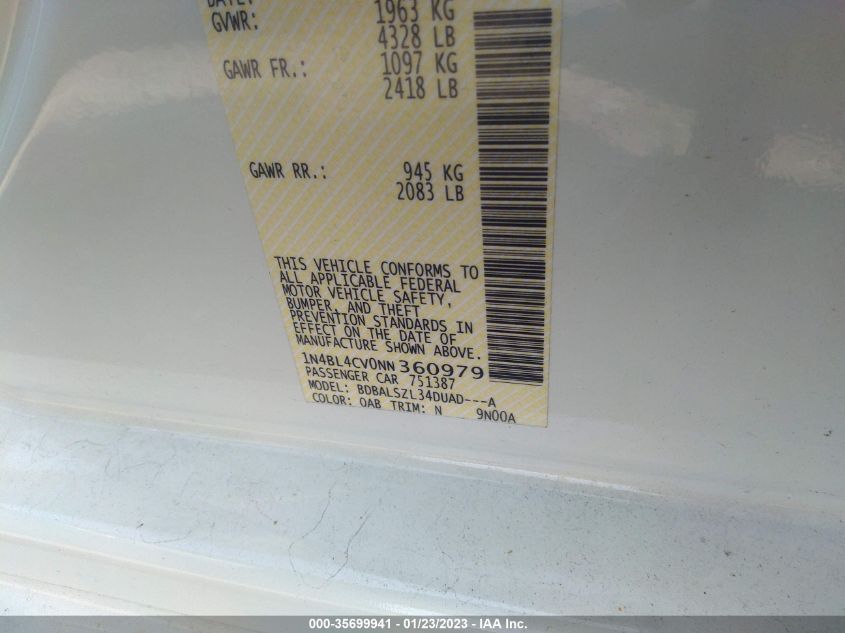 DATE:
GVWR: 1963 KG
4328 LB
GAWR FR.: 1097 KG
2418 LB
GAWR RR.: 945 KG
2083 LB
THIS VEHICLE CONFORMS TO
ALL APPLICABLE FEDERAL
MOTOR VEHICLE SAFETY,
BUMPER, AND THEFT
PREVENTION STANDARDS IN
EFFECT ON THE DATE OF
MANUFACTURE SHOWN ABOVE.
1N4BL4CV0NN360979
PASSENGER CAR 751387
MODEL: BDBALSZL34DUAD---A
COLOR: QAB TRIM: N 9N00A
000-35699941 - 01/23/2023 - IAA Inc.